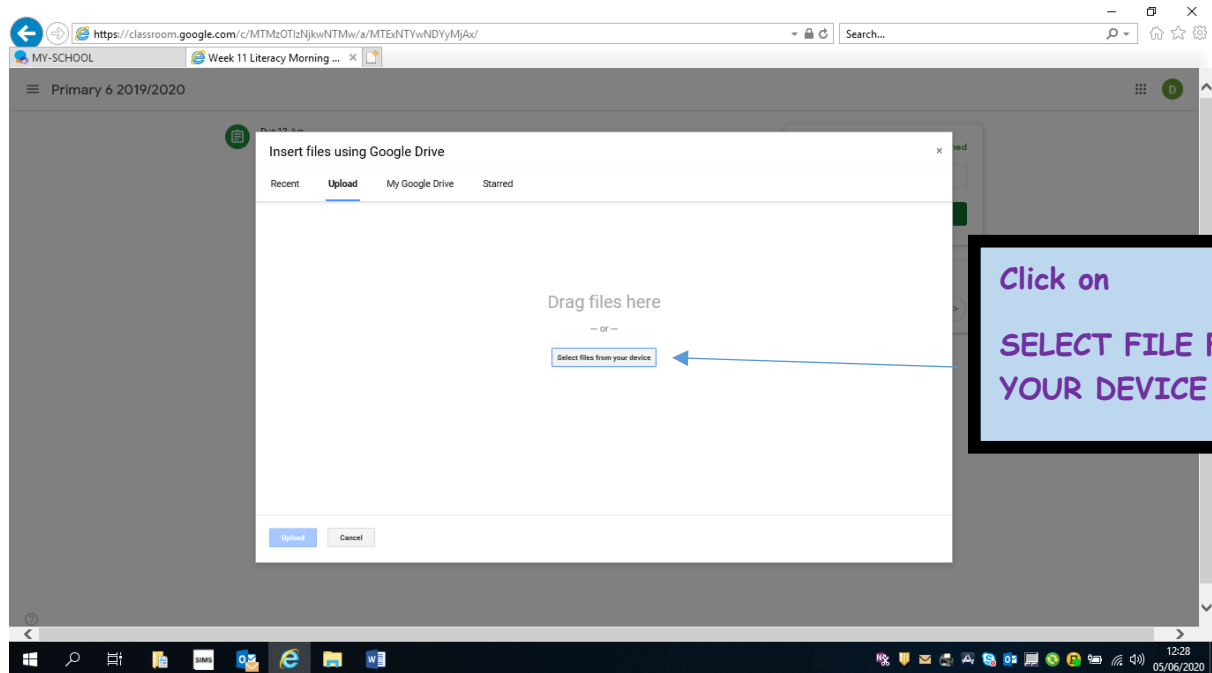 https://classroom.google.com/c/MTMzOTIzNjkwNTMw/a/MTExNTYwNDYyMjAx/
Search...
MY-SCHOOL
Week 11 Literacy Morning ...
Primary 6 2019/2020
D
Insert files using Google Drive
Recent Upload My Google Drive Starred
Drag files here
— or —
Select files from your device
Click on
SELECT FILE
YOUR DEVICE
Upload Cancel
SIMS
12:28
05/06/2020